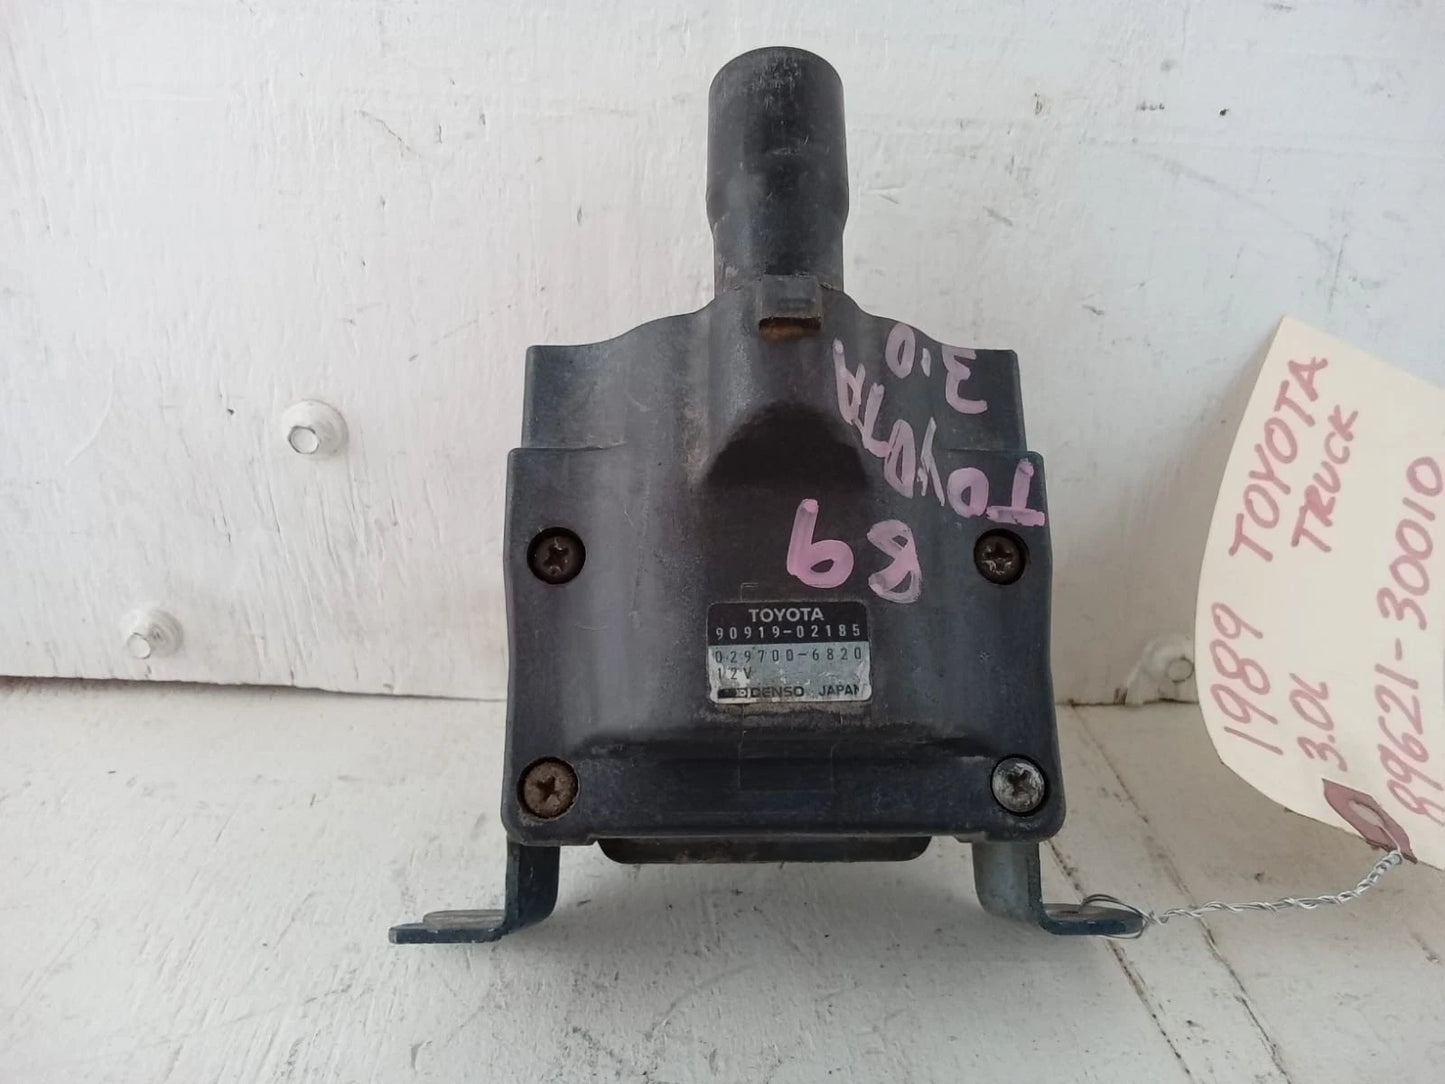 3.0
TOYOTA
89
TOYOTA
90919-02185
029700-6820
12V
DENSO JAPAN
1989 TOYOTA
TRUCK
3.0L
89621-30010